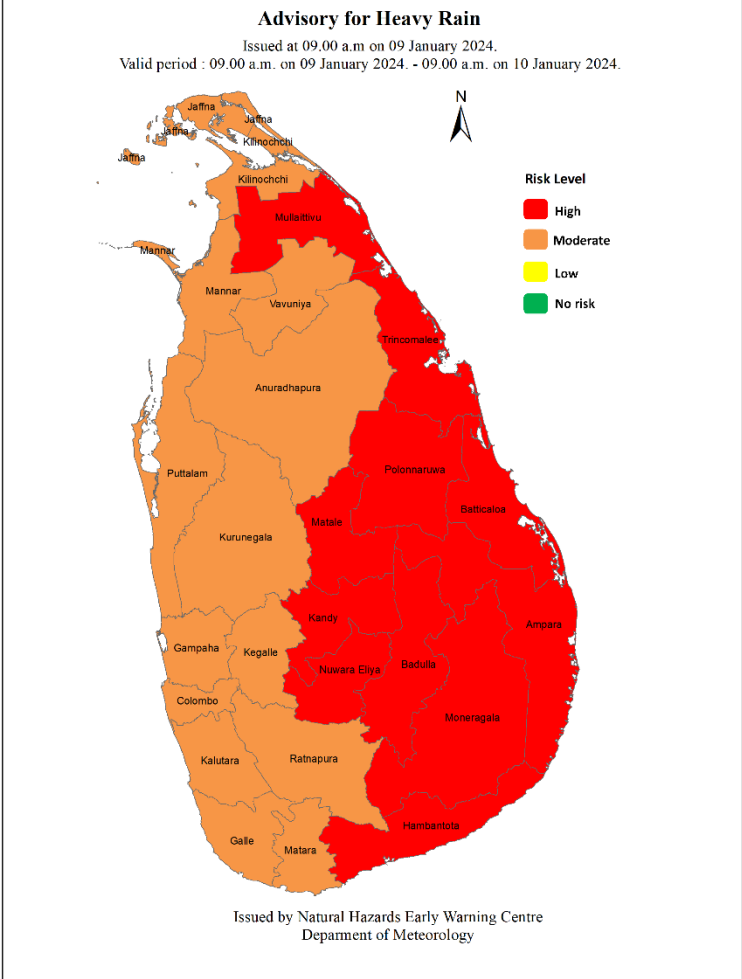 Advisory for Heavy Rain
Issued at 09.00 a.m on 09 January 2024.
Valid period : 09.00 a.m. on 09 January 2024. - 09.00 a.m. on 10 January 2024.
N
Jaffna
Jaffna
Jaffna
Kilinochchi
Jaffna
Kilinochchi
Risk Level
High
Moderate
Low
No risk
Mullaittivu
Mannar
Mannar
Vavuniya
Trincomalee
Anuradhapura
Polonnaruwa
Puttalam
Batticaloa
Matale
Kurunegala
Kandy
Ampara
Gampaha
Kegalle
Nuwara Eliya
Badulla
Colombo
Moneragala
Kalutara
Ratnapura
Hambantota
Galle
Matara
Issued by Natural Hazards Early Warning Centre
Deparment of Meteorology